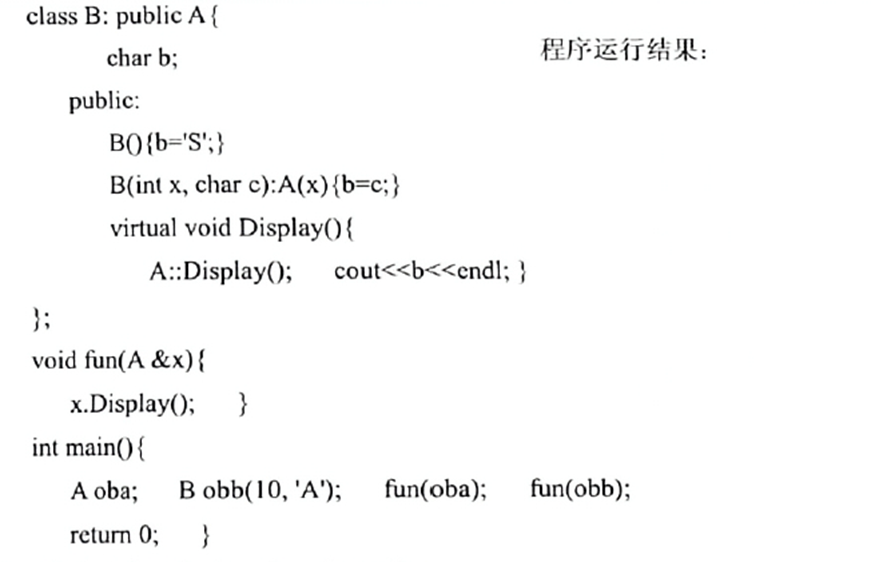 class B: public A{
程序运行结果：
char b;
public:
B(){b='S';}
B(int x, char c):A(x){b=c;}
virtual void Display(){
A::Display(); cout<<b<<endl; }
};
void fun(A &x){
x.Display(); }
int main(){
A oba; B obb(10, 'A'); fun(oba); fun(obb);
return 0; }